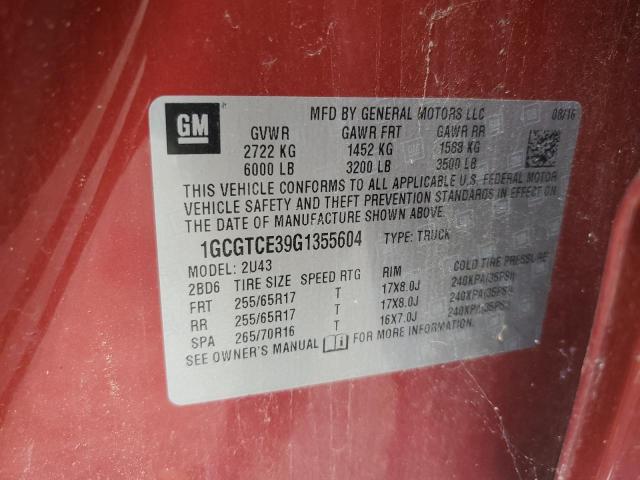 GM
MFD BY GENERAL MOTORS LLC 08/16
GVWR GAWR FRT GAWR RR
2722 KG 1452 KG 1588 KG
6000 LB 3200 LB 3500 LB
THIS VEHICLE CONFORMS TO ALL APPLICABLE U.S. FEDERAL MOTOR
VEHICLE SAFETY AND THEFT PREVENTION STANDARDS IN EFFECT ON
THE DATE OF MANUFACTURE SHOWN ABOVE.
1GCGTCE39G1355604 TYPE: TRUCK
MODEL: 2U43
2BD6 TIRE SIZE SPEED RTG RIM COLD TIRE PRESSURE
FRT 255/65R17 T 17X8.0J 240KPA(35PSI)
RR 255/65R17 T 17X8.0J 240KPA(35PSI)
SPA 265/70R16 T 16X7.0J 240KPA(35PSI)
SEE OWNER'S MANUAL FOR MORE INFORMATION.